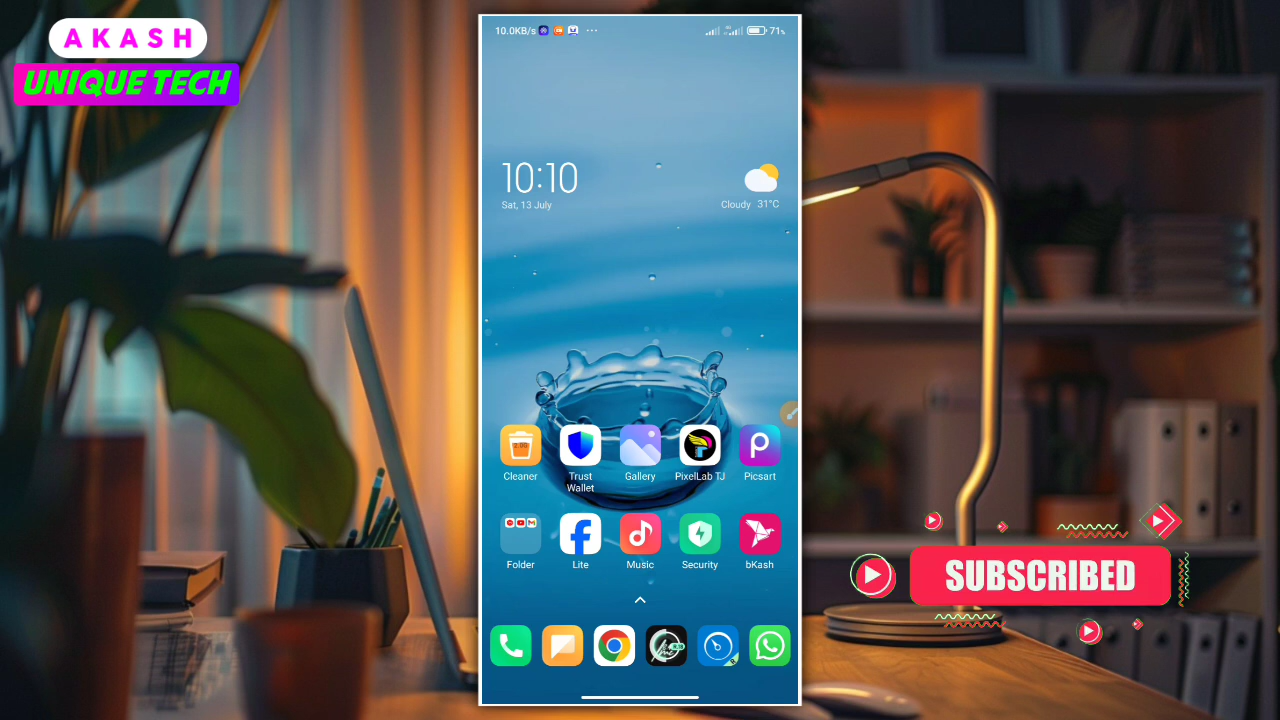 AKASH
UNIQUE TECH
10.0KB/s
71%
10:10
Sat, 13 July
Cloudy 31°C
Cleaner
Trust
Wallet
Gallery
PixelLab TJ
Picsart
Folder
Lite
Music
Security
bKash
SUBSCRIBED